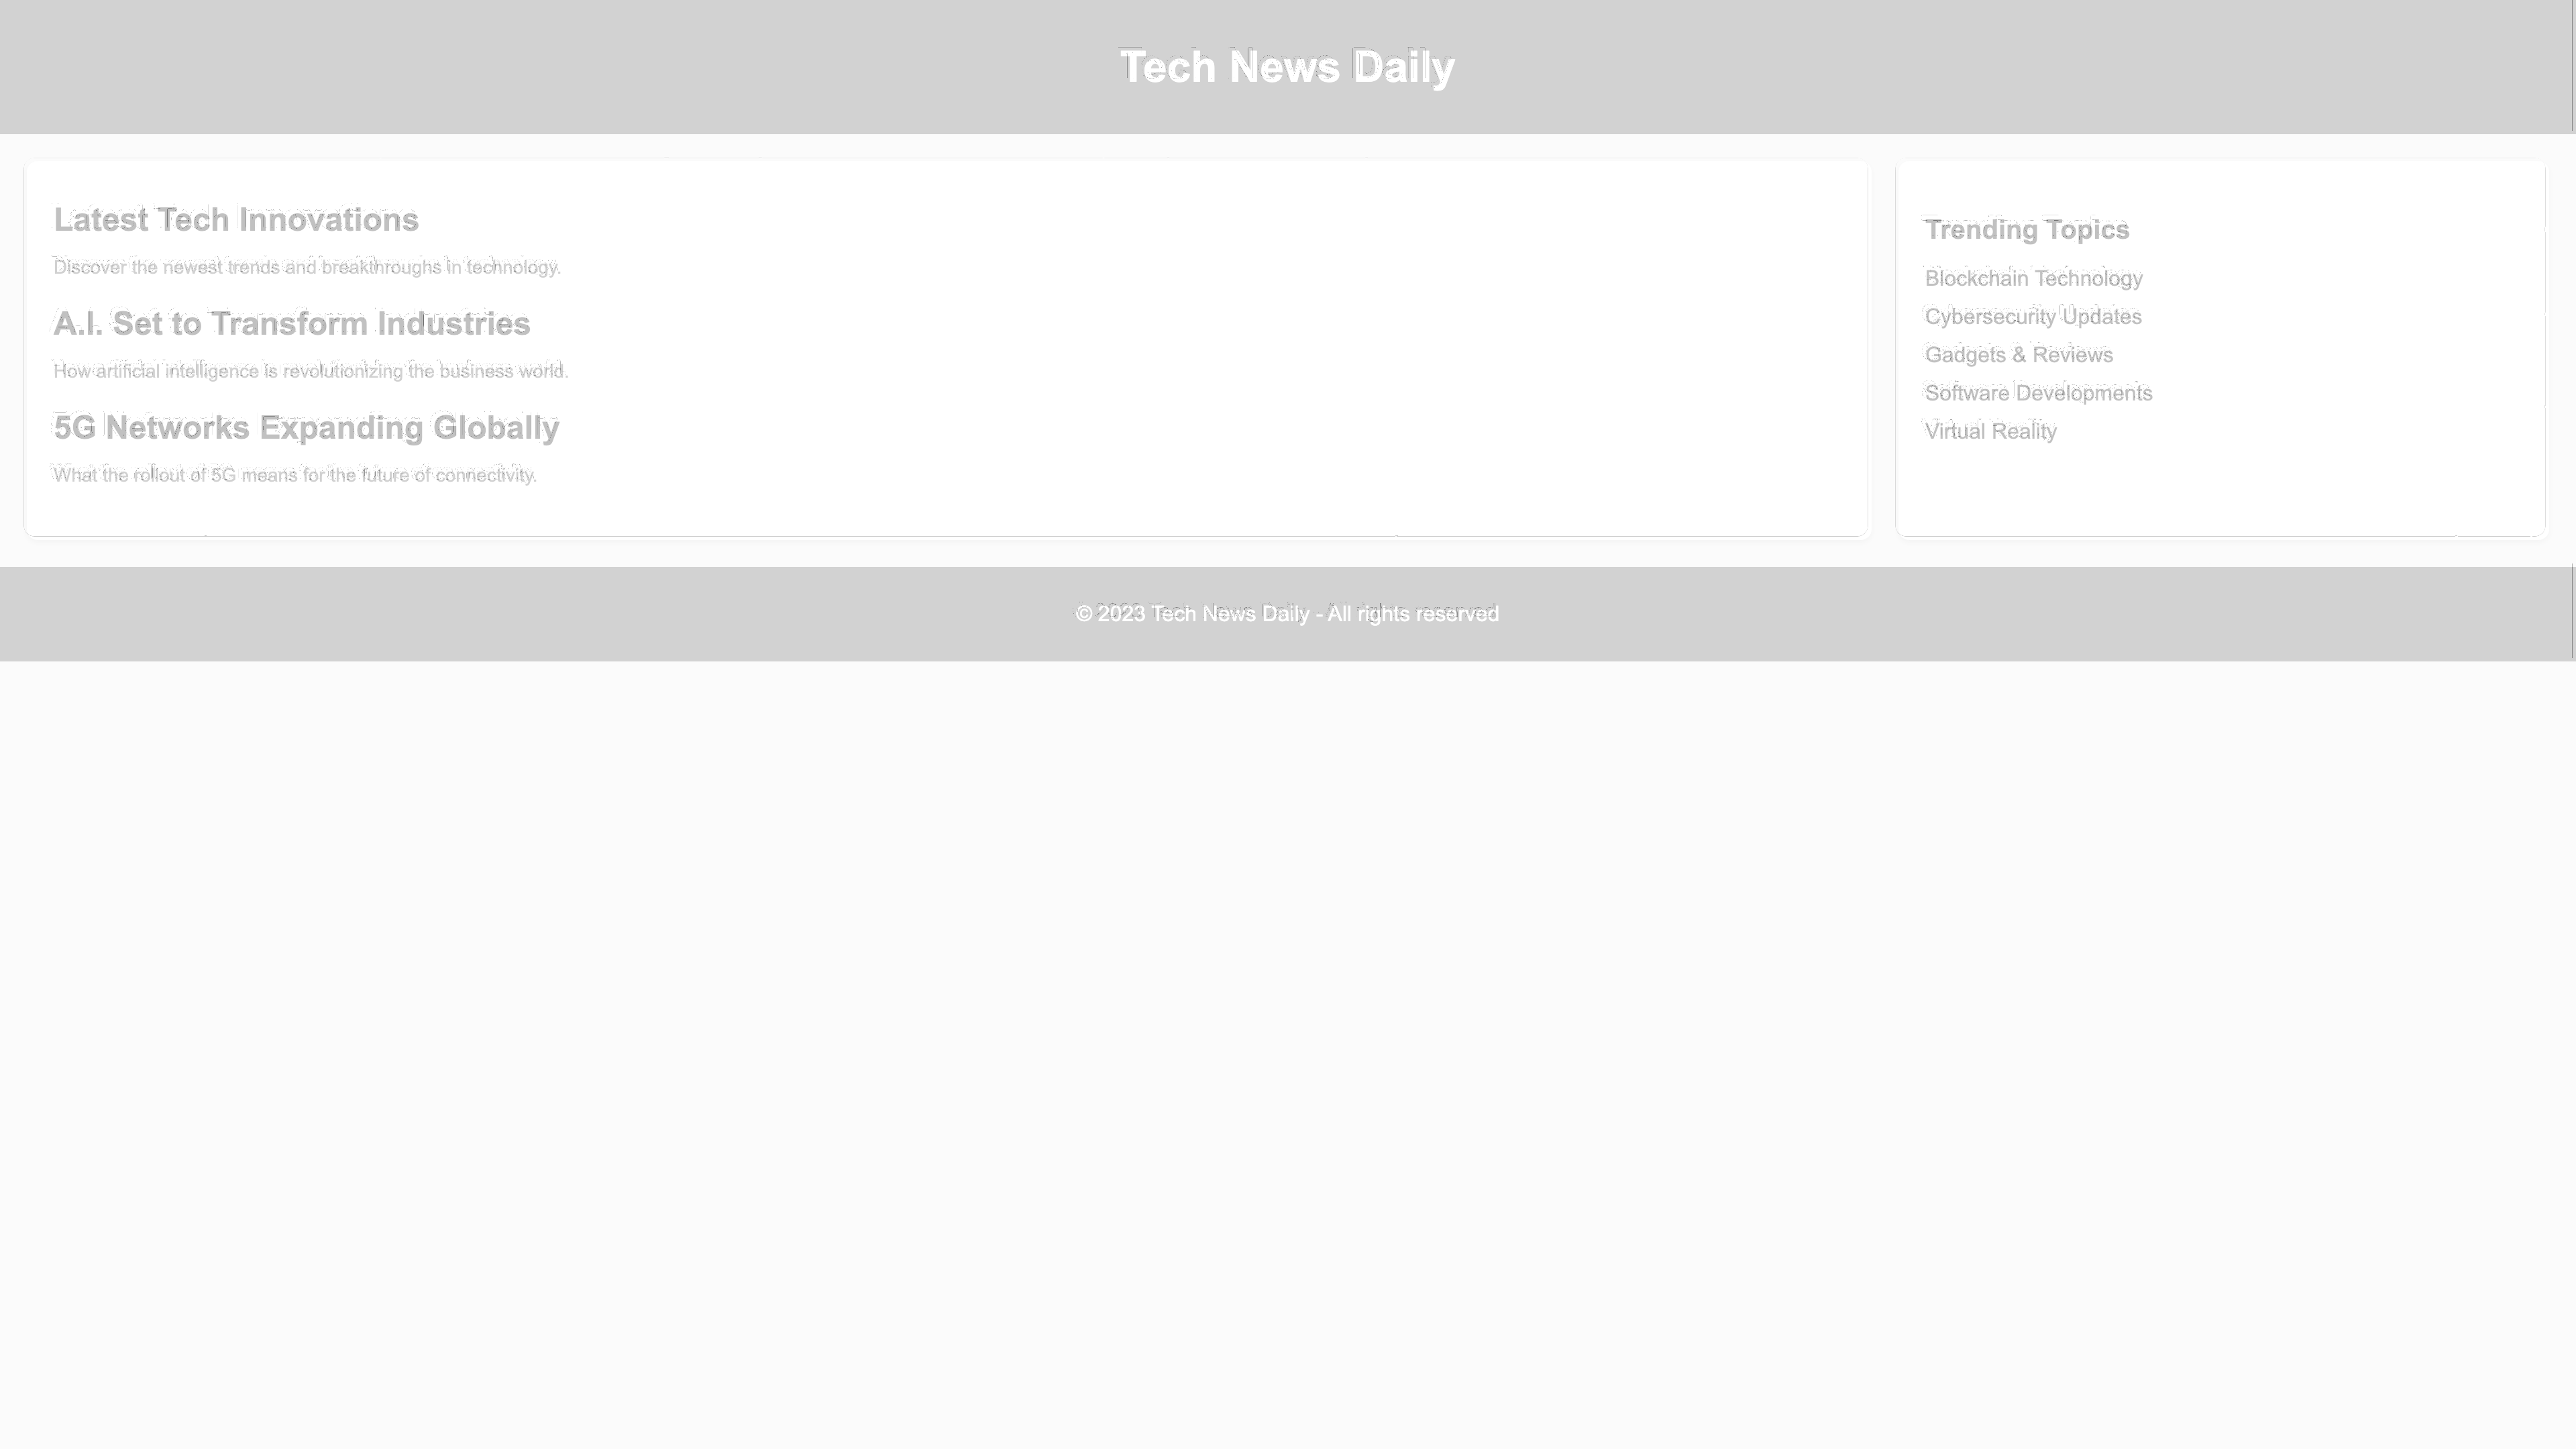 Tech News Daily
Latest Tech Innovations
Discover the newest trends and breakthroughs in technology.
A.I. Set to Transform Industries
How artificial intelligence is revolutionizing the business world.
5G Networks Expanding Globally
What the rollout of 5G means for the future of connectivity.
Trending Topics
Blockchain Technology
Cybersecurity Updates
Gadgets & Reviews
Software Developments
Virtual Reality
© 2023 Tech News Daily - All rights reserved